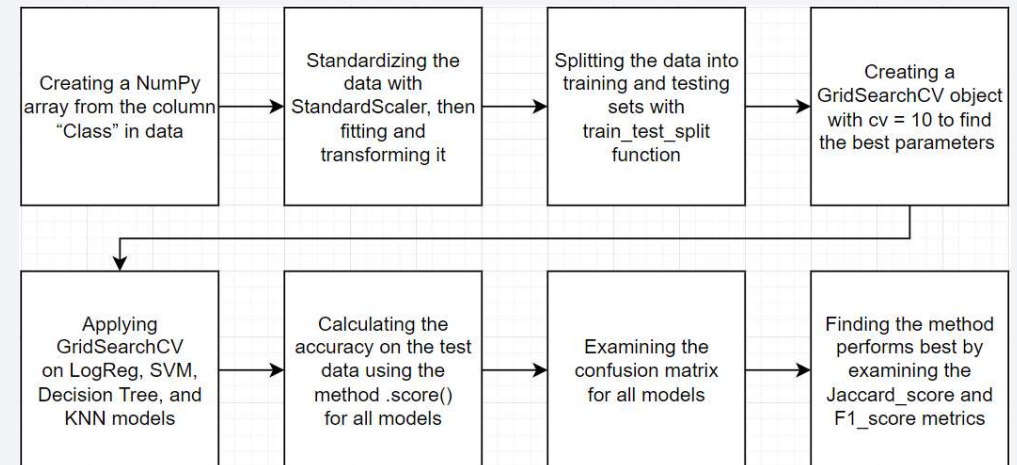 Creating a NumPy
array from the column
“Class” in data
Standardizing the
data with
StandardScaler, then
fitting and
transforming it
Splitting the data into
training and testing
sets with
train_test_split
function
Creating a
GridSearchCV object
with cv = 10 to find
the best parameters
Applying
GridSearchCV
on LogReg, SVM,
Decision Tree, and
KNN models
Calculating the
accuracy on the test
data using the
method .score()
for all models
Examining the
confusion matrix
for all models
Finding the method
performs best by
examining the
Jaccard_score and
F1_score metrics